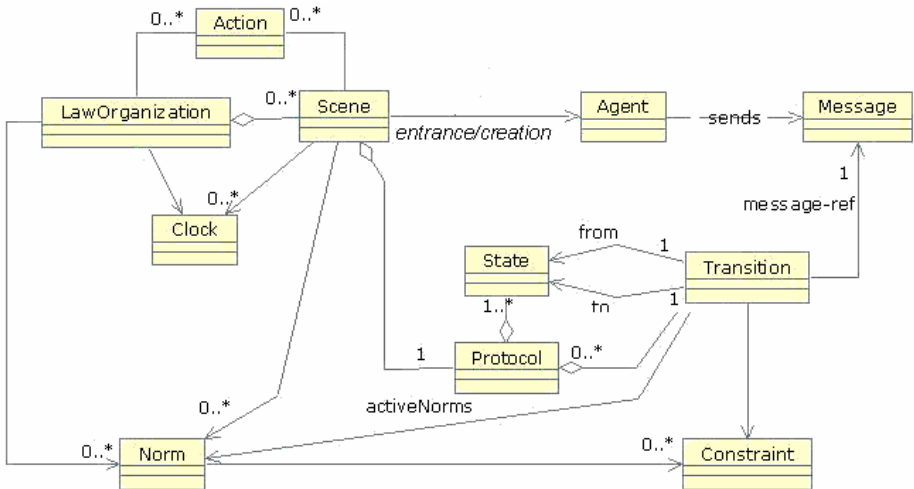 0..*
Action
0..*
LawOrganization
0..*
Scene
entrance/creation
Agent
sends
Message
1
message-ref
0..*
Clock
from
1
State
Transition
tn
1
1..*
1
Protocol
0..*
activeNorms
0..*
0..*
Norm
0..*
Constraint